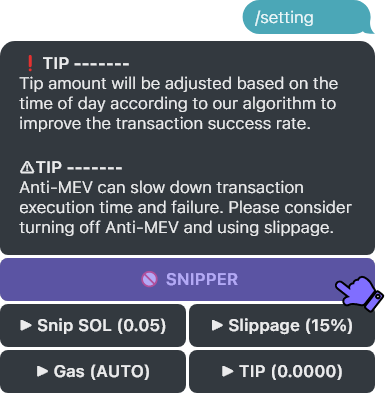 /setting
❗ TIP -------
Tip amount will be adjusted based on the
time of day according to our algorithm to
improve the transaction success rate.
⚠TIP -------
Anti-MEV can slow down transaction
execution time and failure. Please consider
turning off Anti-MEV and using slippage.
🚫 SNIPPER
▶ Snip SOL (0.05)
▶ Slippage (15%)
▶ Gas (AUTO)
▶ TIP (0.0000)